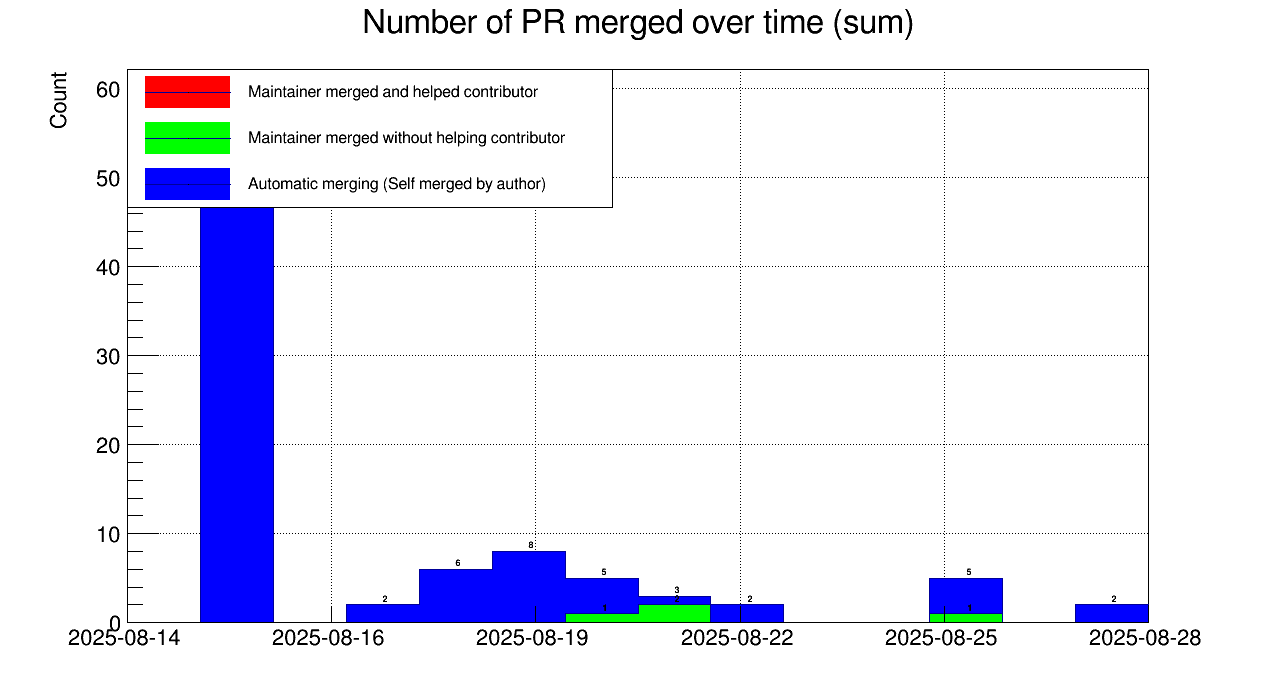 Number of PR merged over time (sum)
Count
Maintainer merged and helped contributor
Maintainer merged without helping contributor
Automatic merging (Self merged by author)
60
50
40
30
20
10
0
2 6 8 5 3 2 5 2
1 2 1
2025-08-14 2025-08-16 2025-08-19 2025-08-22 2025-08-25 2025-08-28